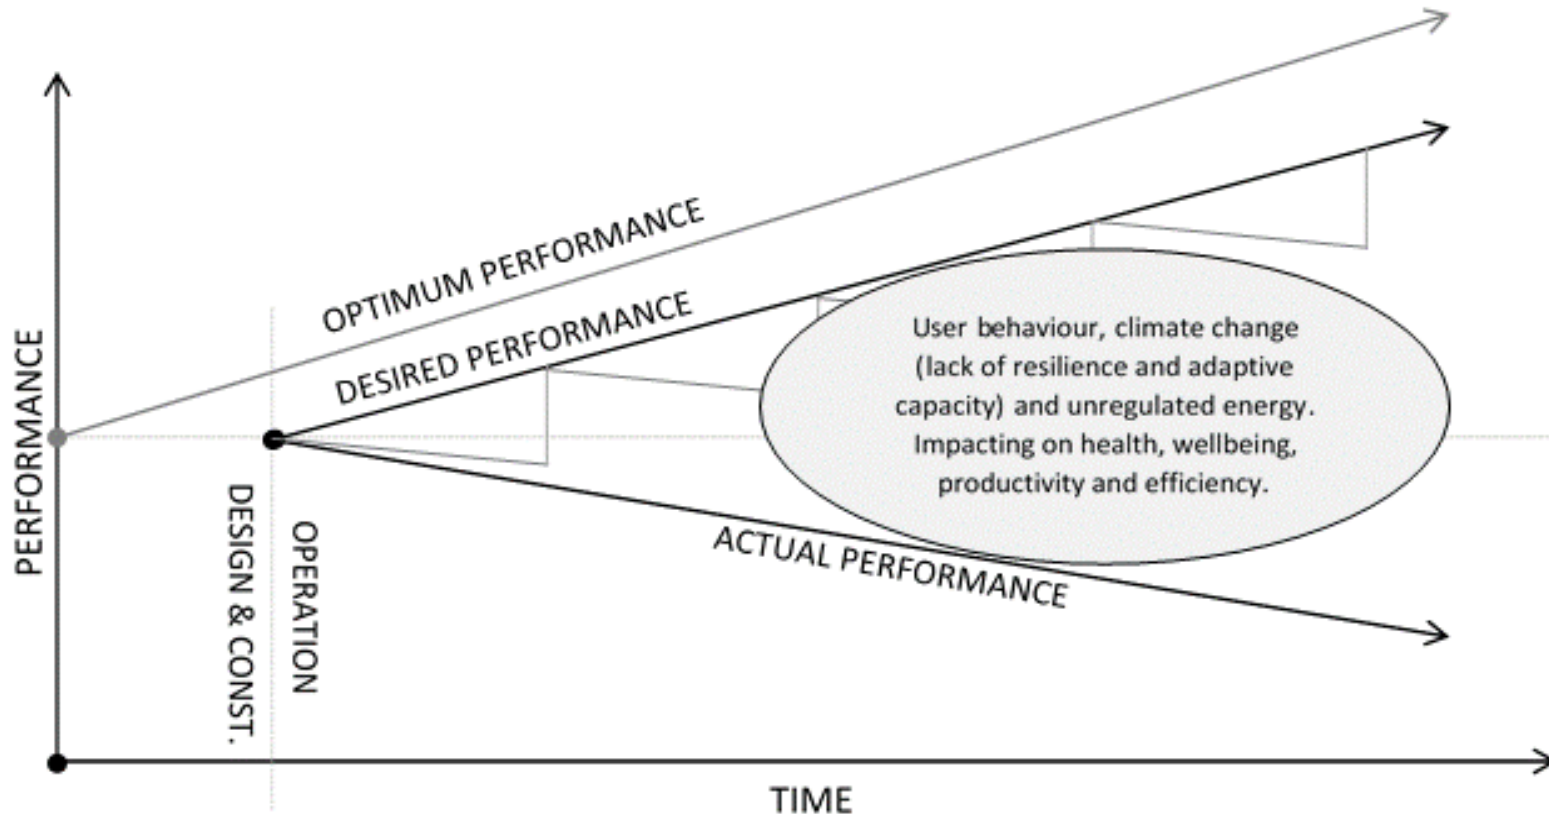 OPTIMUM PERFORMANCE
DESIRED PERFORMANCE
User behaviour, climate change
(lack of resilience and adaptive
capacity) and unregulated energy.
Impacting on health, wellbeing,
productivity and efficiency.
PERFORMANCE
DESIGN & CONST.
OPERATION
ACTUAL PERFORMANCE
TIME